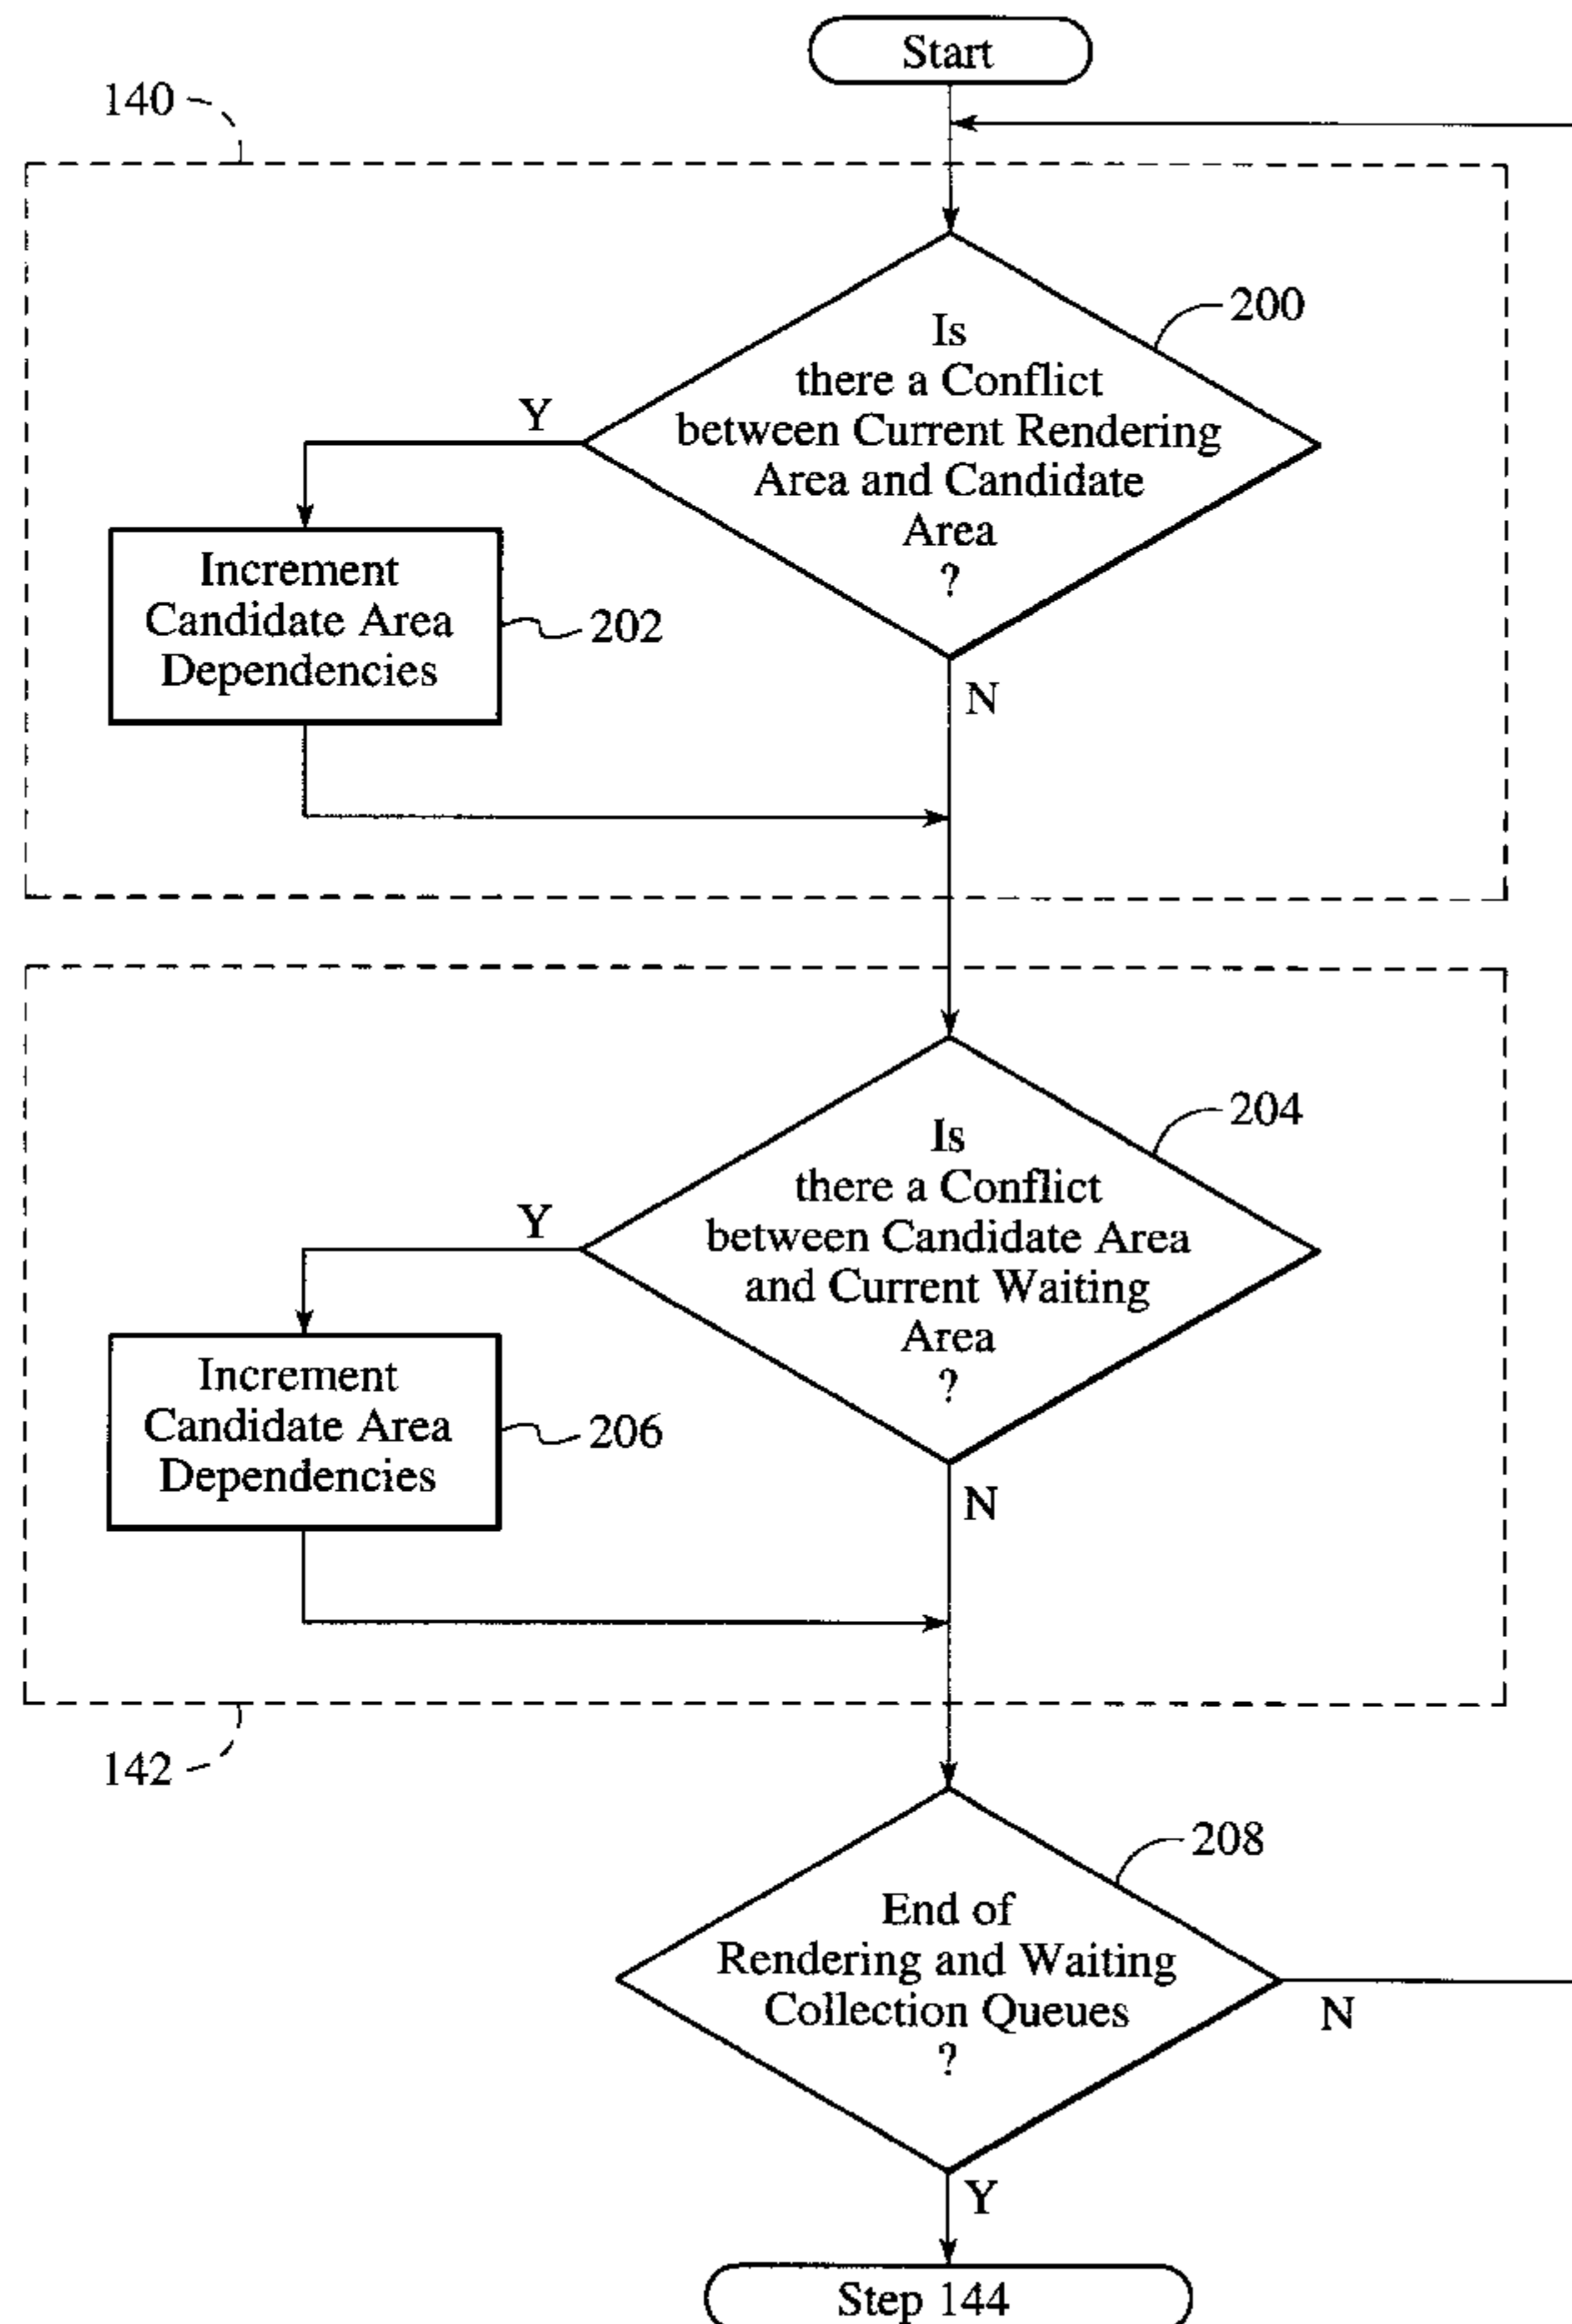 Start
140
Is
there a Conflict
between Current Rendering
Area and Candidate
Area
?
200
Y
Increment
Candidate Area
Dependencies
202
N
Is
there a Conflict
between Candidate Area
and Current Waiting
Area
?
204
Y
Increment
Candidate Area
Dependencies
206
N
142
End of
Rendering and Waiting
Collection Queues
?
208
N
Y
Step 144